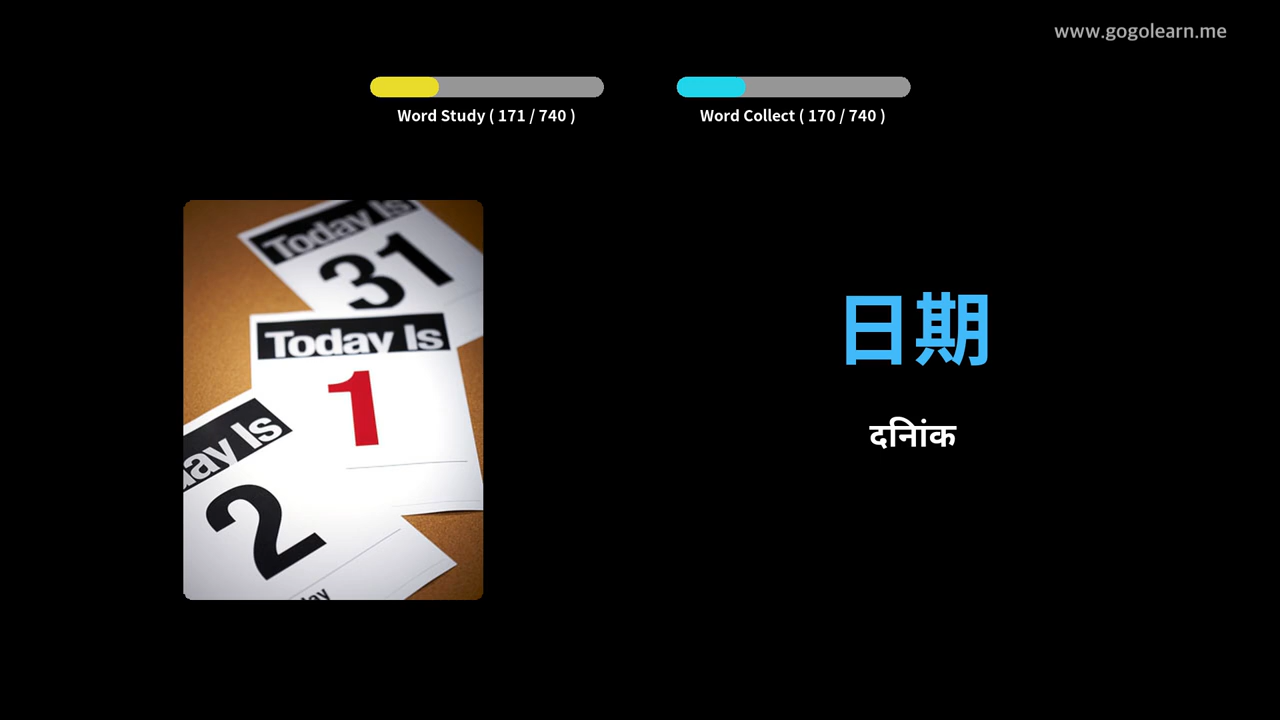 www.gogolearn.me
Word Study ( 171 / 740 )
Word Collect ( 170 / 740 )
Today Is
31
Today Is
1
ay Is
2
day
日期
दिनांक